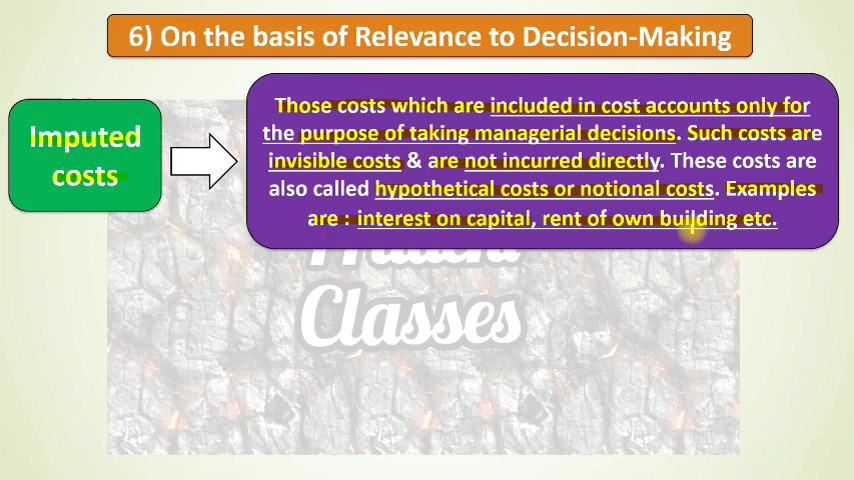 6) On the basis of Relevance to Decision-Making
Imputed
costs
Those costs which are included in cost accounts only for
the purpose of taking managerial decisions. Such costs are
invisible costs & are not incurred directly. These costs are
also called hypothetical costs or notional costs. Examples
are : interest on capital, rent of own building etc.
Classes